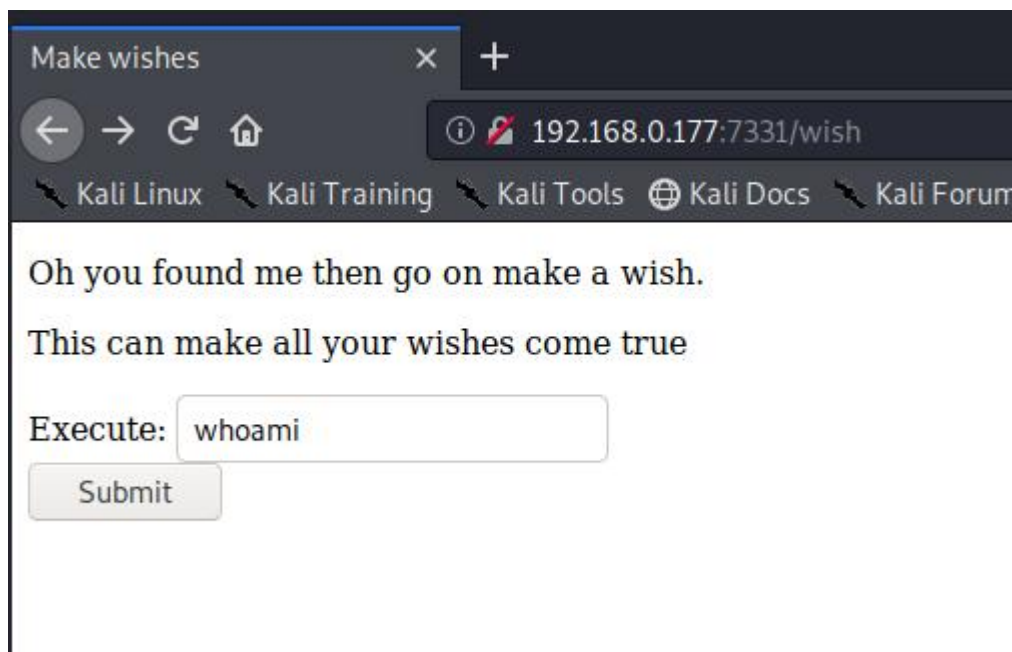 Make wishes
192.168.0.177:7331/wish
Kali Linux Kali Training Kali Tools Kali Docs Kali Forum
Oh you found me then go on make a wish.
This can make all your wishes come true
Execute: whoami
Submit